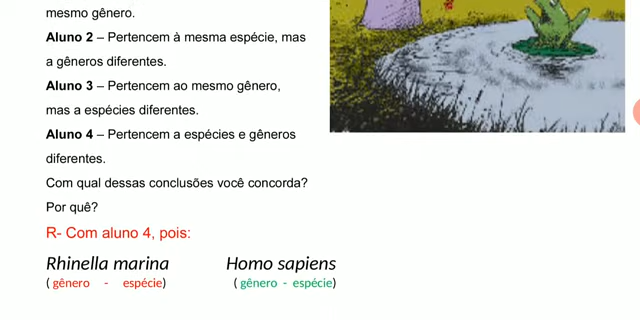 mesmo gênero.
Aluno 2 – Pertencem à mesma espécie, mas
a gêneros diferentes.
Aluno 3 – Pertencem ao mesmo gênero,
mas a espécies diferentes.
Aluno 4 – Pertencem a espécies e gêneros
diferentes.
Com qual dessas conclusões você concorda?
Por quê?
R- Com aluno 4, pois:
Rhinella marina Homo sapiens
( gênero - espécie) ( gênero - espécie)